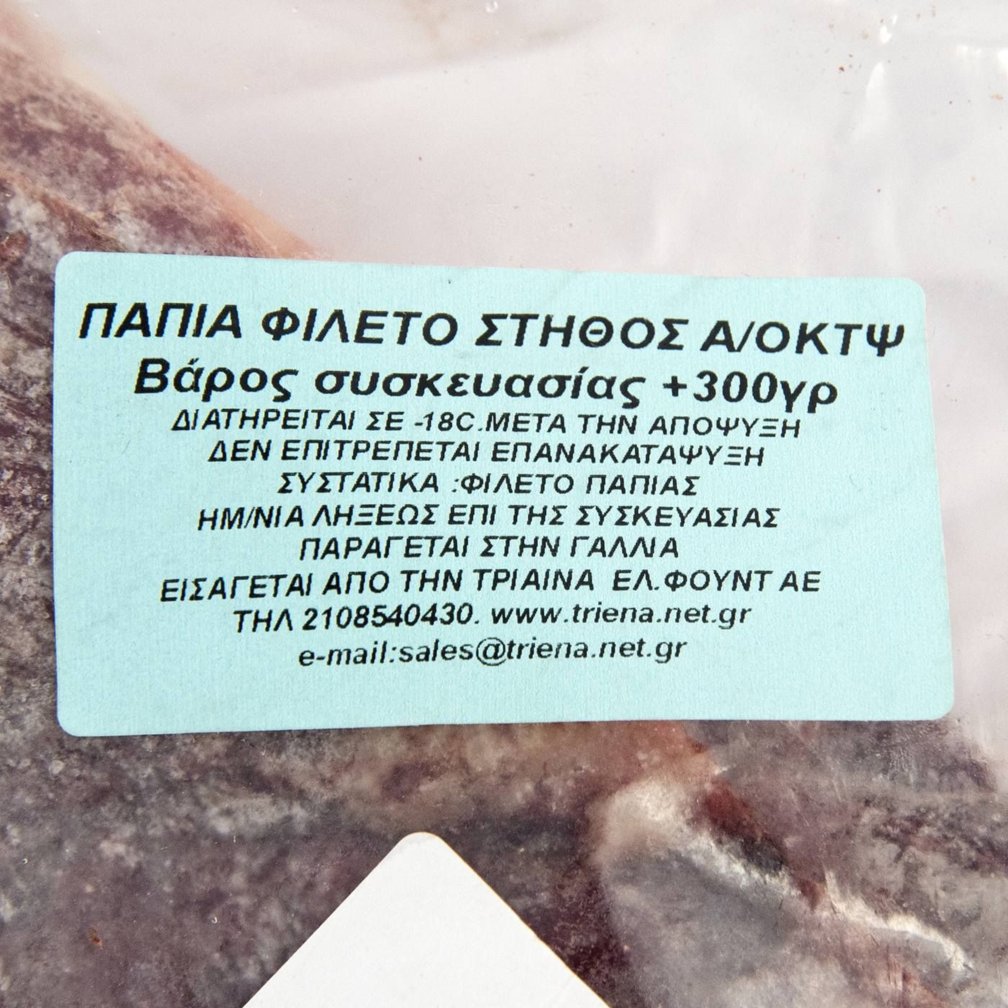 ΠΑΠΙΑ ΦΙΛΕΤΟ ΣΤΗΘΟΣ Α/ΟΚΤΨ
Βάρος συσκευασίας +300γρ
ΔΙΑΤΗΡΕΙΤΑΙ ΣΕ -18C.ΜΕΤΑ ΤΗΝ ΑΠΟΨΥΞΗ
ΔΕΝ ΕΠΙΤΡΕΠΕΤΑΙ ΕΠΑΝΑΚΑΤΑΨΥΞΗ
ΣΥΣΤΑΤΙΚΑ :ΦΙΛΕΤΟ ΠΑΠΙΑΣ
ΗΜ/ΝΙΑ ΛΗΞΕΩΣ ΕΠΙ ΤΗΣ ΣΥΣΚΕΥΑΣΙΑΣ
ΠΑΡΑΓΕΤΑΙ ΣΤΗΝ ΓΑΛΛΙΑ
ΕΙΣΑΓΕΤΑΙ ΑΠΟ ΤΗΝ ΤΡΙΑΙΝΑ ΕΛ.ΦΟΥΝΤ ΑΕ
ΤΗΛ 2108540430. www.triena.net.gr
e-mail:sales@triena.net.gr